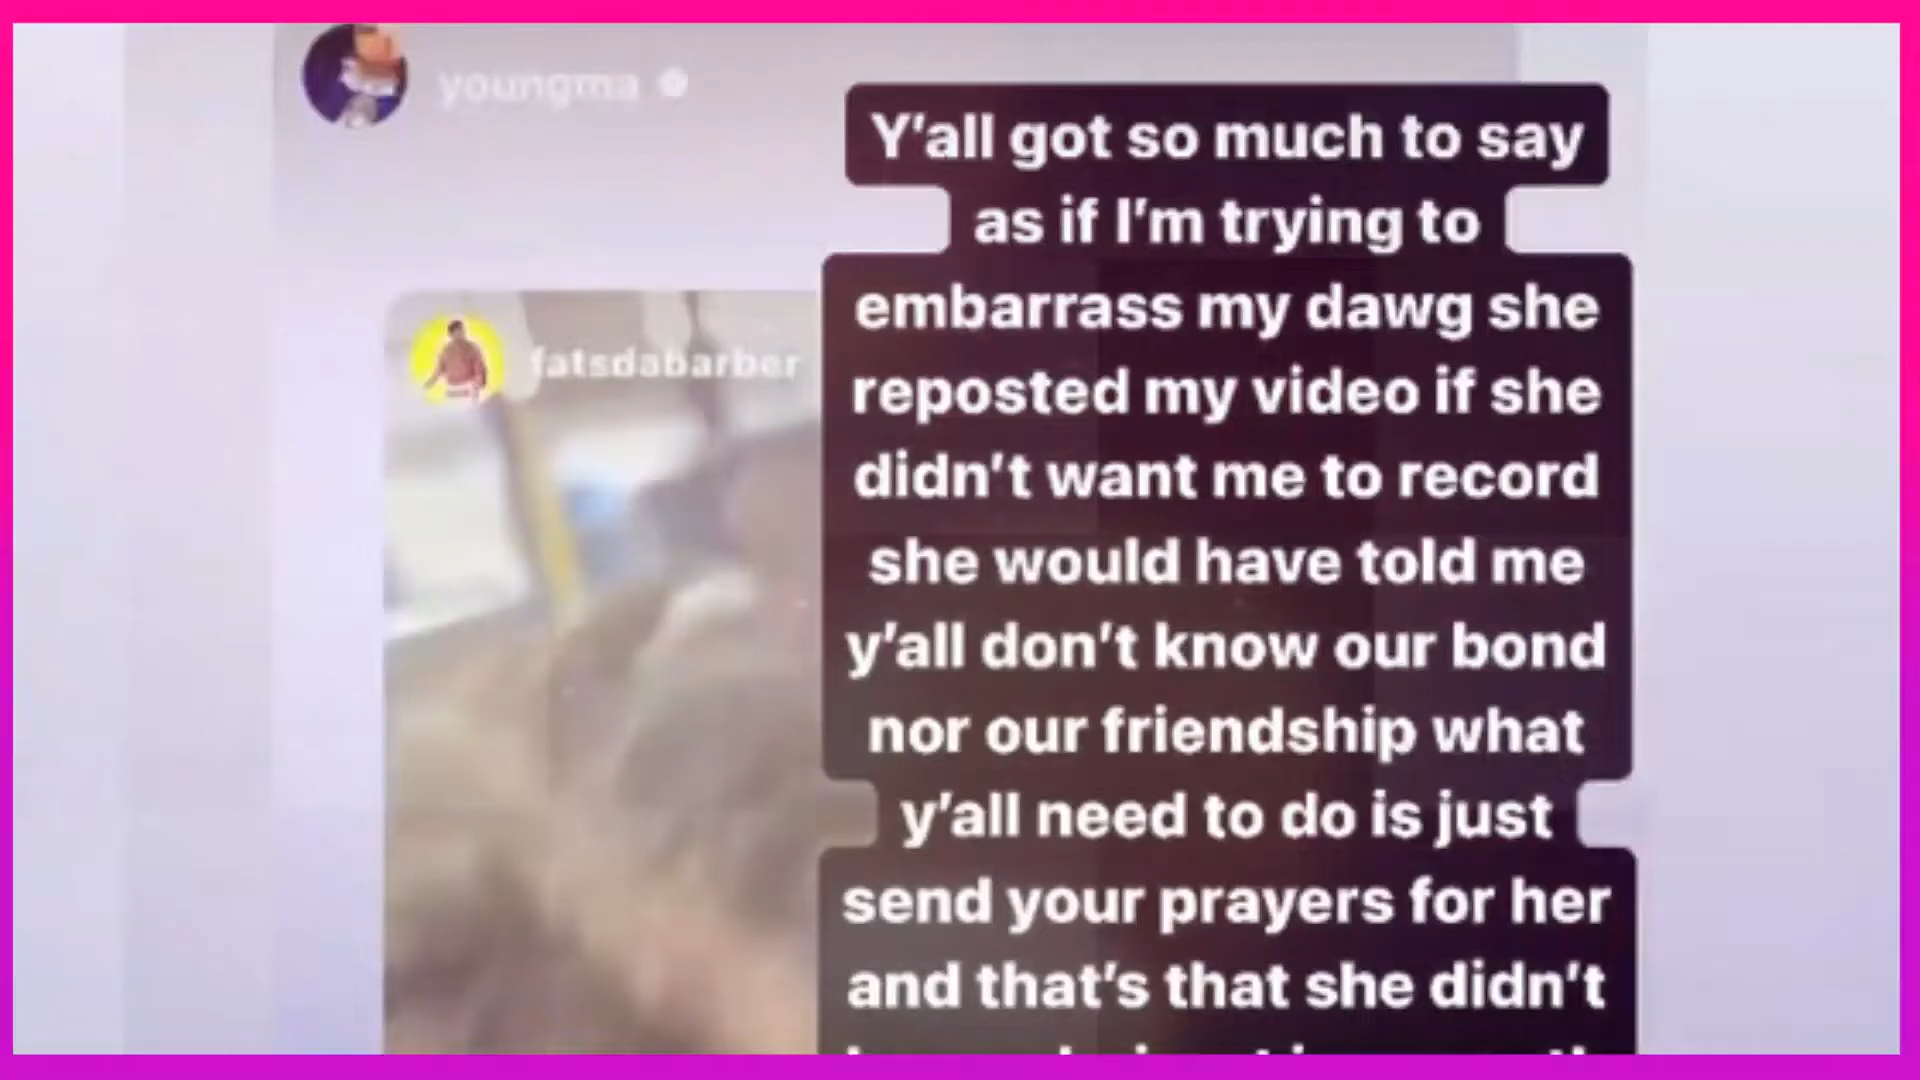 youngma
Y'all got so much to say
as if I'm trying to
embarrass my dawg she
fatsdabarber
reposted my video if she
didn't want me to record
she would have told me
y'all don't know our bond
nor our friendship what
y'all need to do is just
send your prayers for her
and that's that she didn't